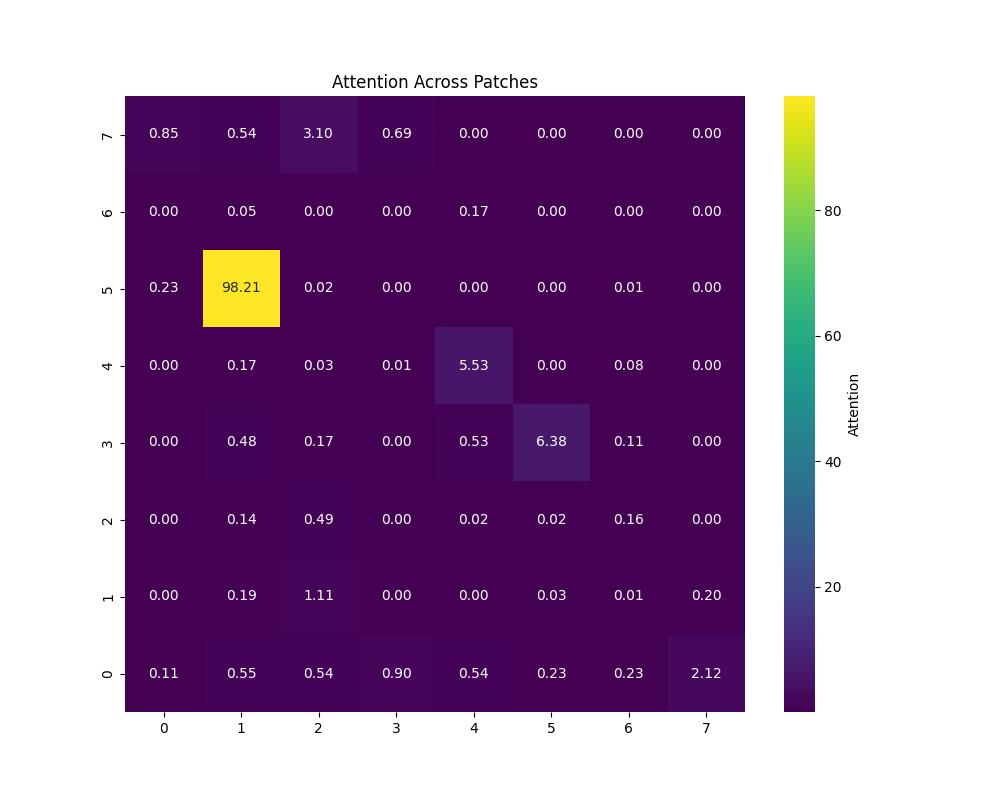 Attention Across Patches
7 0.85 0.54 3.10 0.69 0.00 0.00 0.00 0.00
6 0.00 0.05 0.00 0.00 0.17 0.00 0.00 0.00
5 0.23 98.21 0.02 0.00 0.00 0.00 0.01 0.00
4 0.00 0.17 0.03 0.01 5.53 0.00 0.08 0.00
3 0.00 0.48 0.17 0.00 0.53 6.38 0.11 0.00
2 0.00 0.14 0.49 0.00 0.02 0.02 0.16 0.00
1 0.00 0.19 1.11 0.00 0.00 0.03 0.01 0.20
0 0.11 0.55 0.54 0.90 0.54 0.23 0.23 2.12
0 1 2 3 4 5 6 7
80
60
40
20
Attention